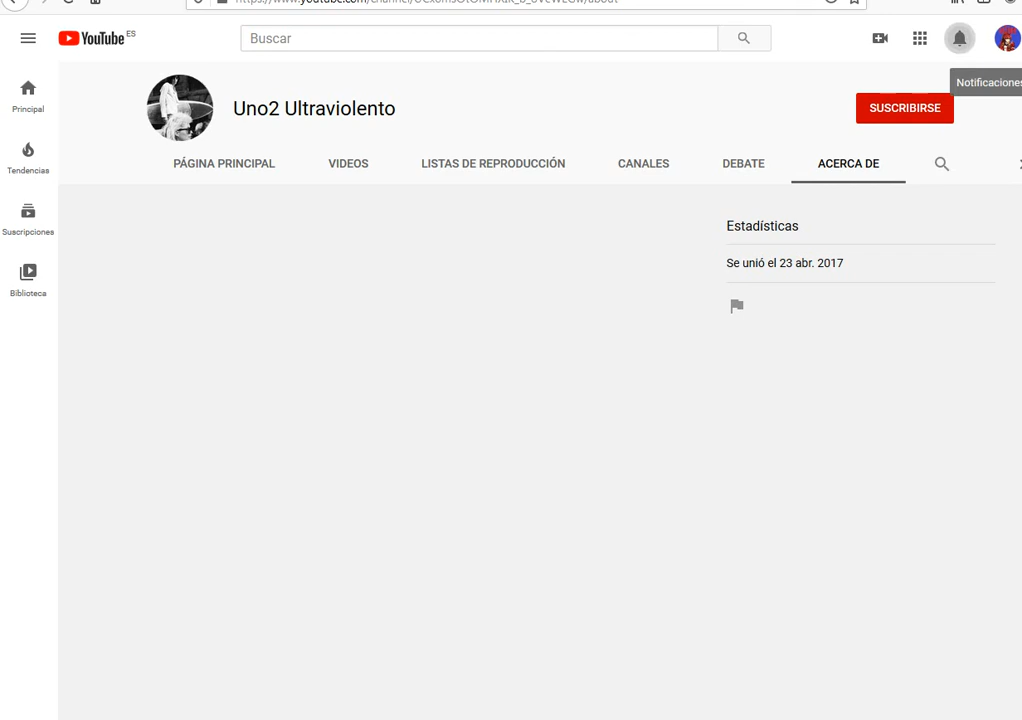 YouTube ES
Buscar
Notificaciones
Principal
Tendencias
Suscripciones
Biblioteca
Uno2 Ultraviolento
SUSCRIBIRSE
PÁGINA PRINCIPAL
VIDEOS
LISTAS DE REPRODUCCIÓN
CANALES
DEBATE
ACERCA DE
Estadísticas
Se unió el 23 abr. 2017